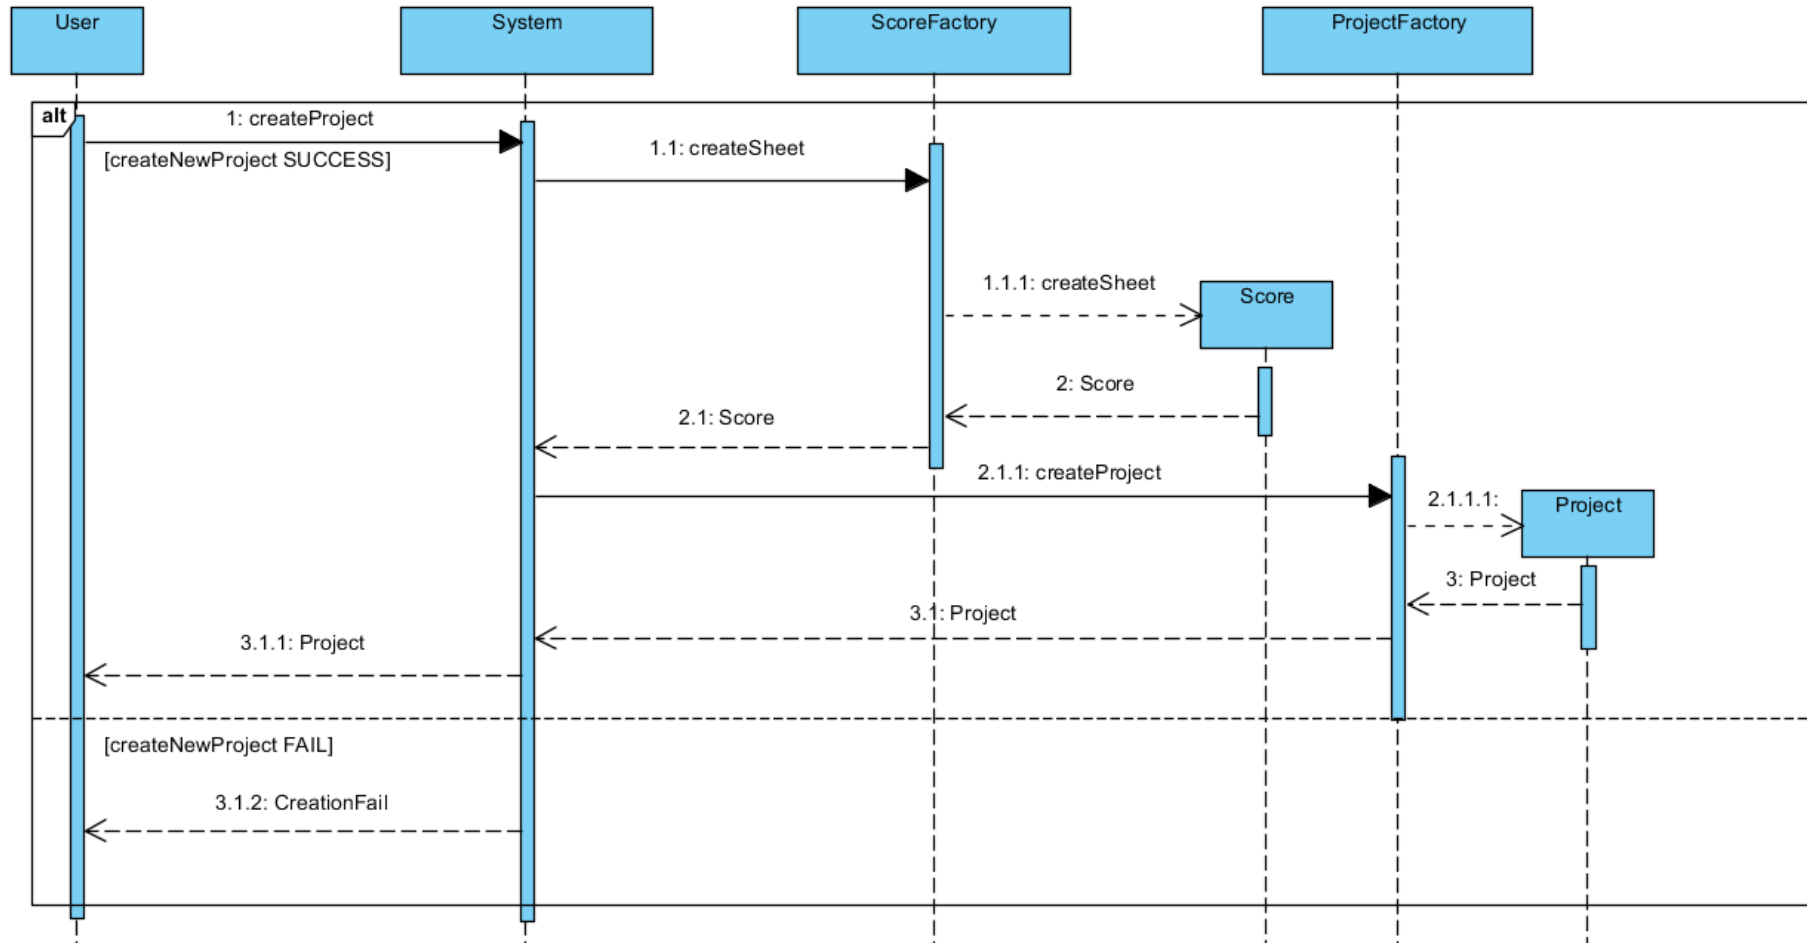 User
System
ScoreFactory
ProjectFactory
alt
1: createProject
[createNewProject SUCCESS]
1.1: createSheet
1.1.1: createSheet
Score
2: Score
2.1: Score
2.1.1: createProject
2.1.1.1:
Project
3: Project
3.1: Project
3.1.1: Project
[createNewProject FAIL]
3.1.2: CreationFail